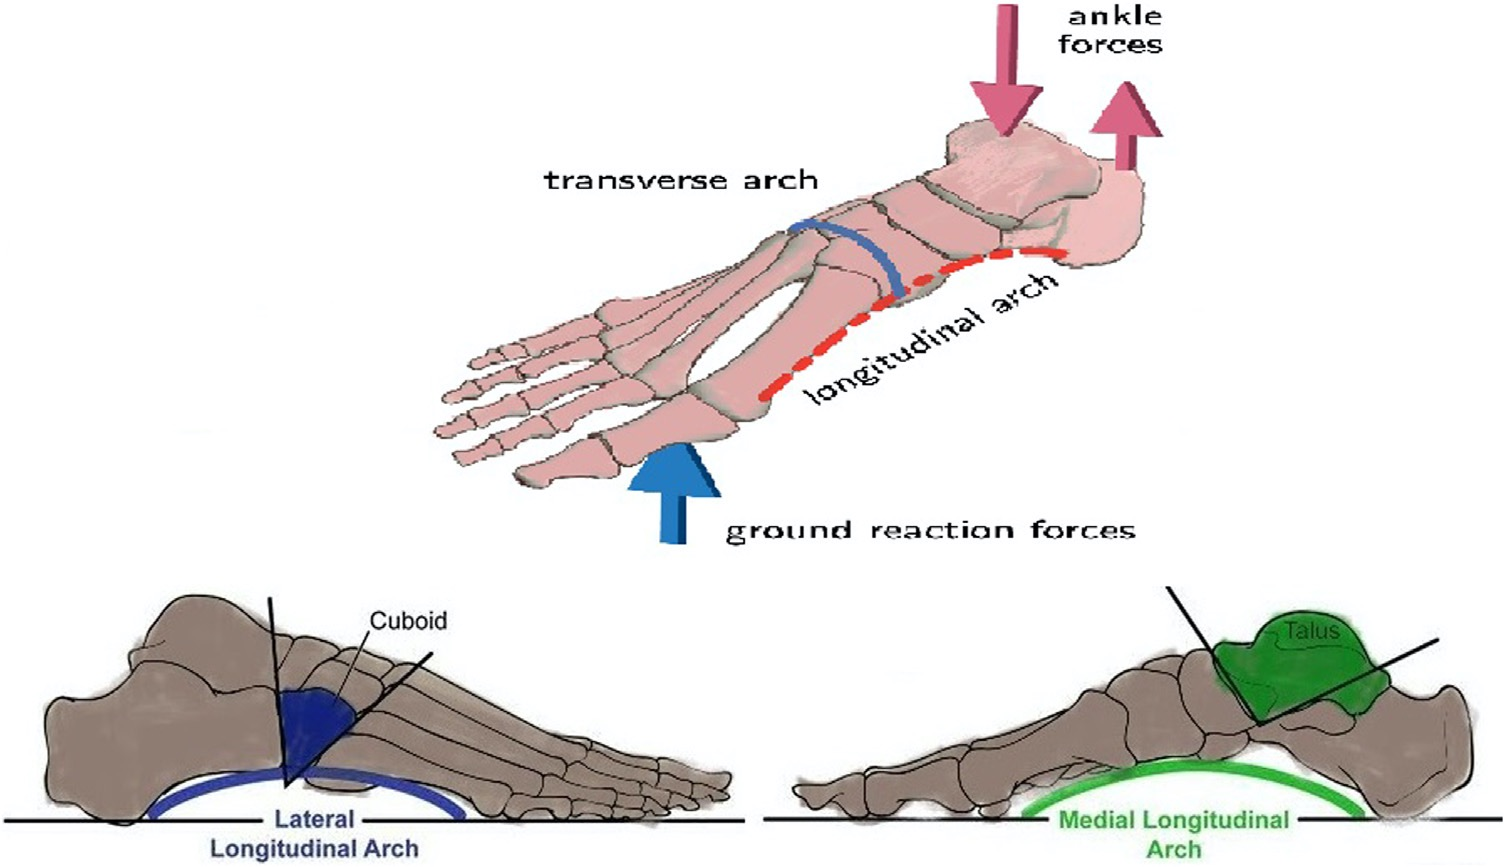 ankle
forces
transverse arch
longitudinal arch
ground reaction forces
Cuboid
Talus
Lateral
Longitudinal Arch
Medial Longitudinal
Arch